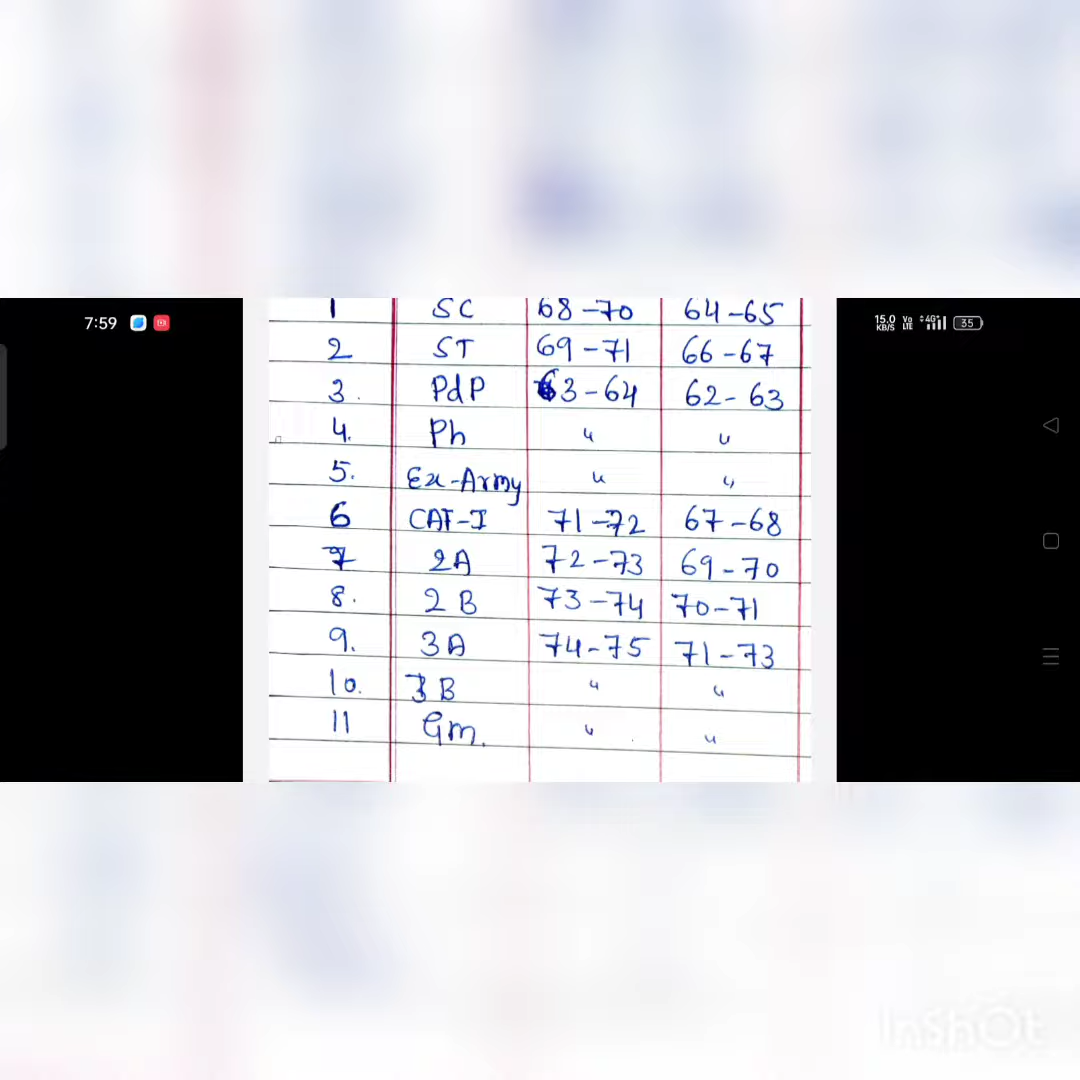 7:59
15.0 KB/S Vo LTE 4G 35
1 SC 68-70 64-65
2 ST 69-71 66-67
3. PdP 63-64 62-63
4. Ph " "
5. Ex-Army " "
6 CAT-I 71-72 67-68
7 2A 72-73 69-70
8. 2B 73-74 70-71
9. 3A 74-75 71-73
10. 3B " "
11 Gm. " "
InShOt